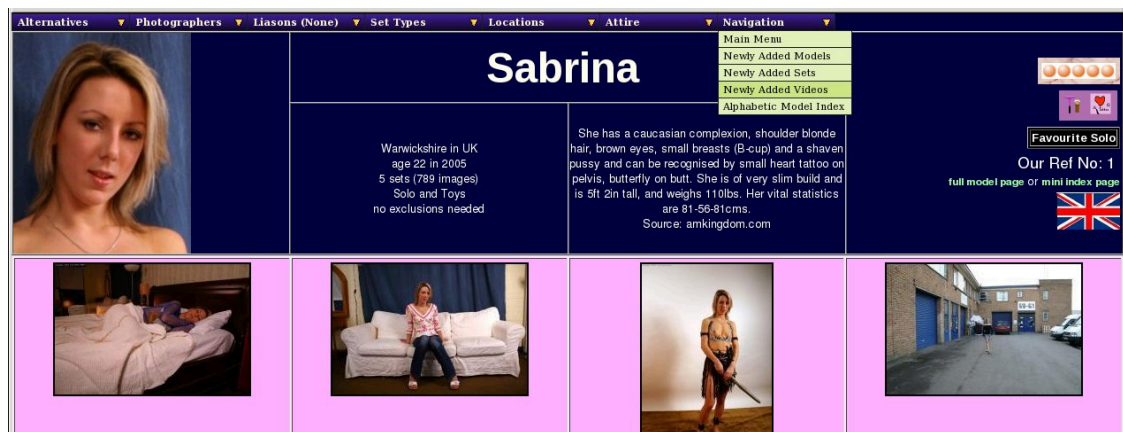 Alternatives Photographers Liasons (None) Set Types Locations Attire Navigation
Main Menu
Newly Added Models
Newly Added Sets
Newly Added Videos
Alphabetic Model Index
Sabrina
Warwickshire in UK
age 22 in 2005
5 sets (789 images)
Solo and Toys
no exclusions needed
She has a caucasian complexion, shoulder blonde
hair, brown eyes, small breasts (B-cup) and a shaven
pussy and can be recognised by small heart tattoo on
pelvis, butterfly on butt. She is of very slim build and
is 5ft 2in tall, and weighs 110lbs. Her vital statistics
are 81-56-81cms.
Source: amkingdom.com
Favourite Solo
Our Ref No: 1
full model page or mini index page